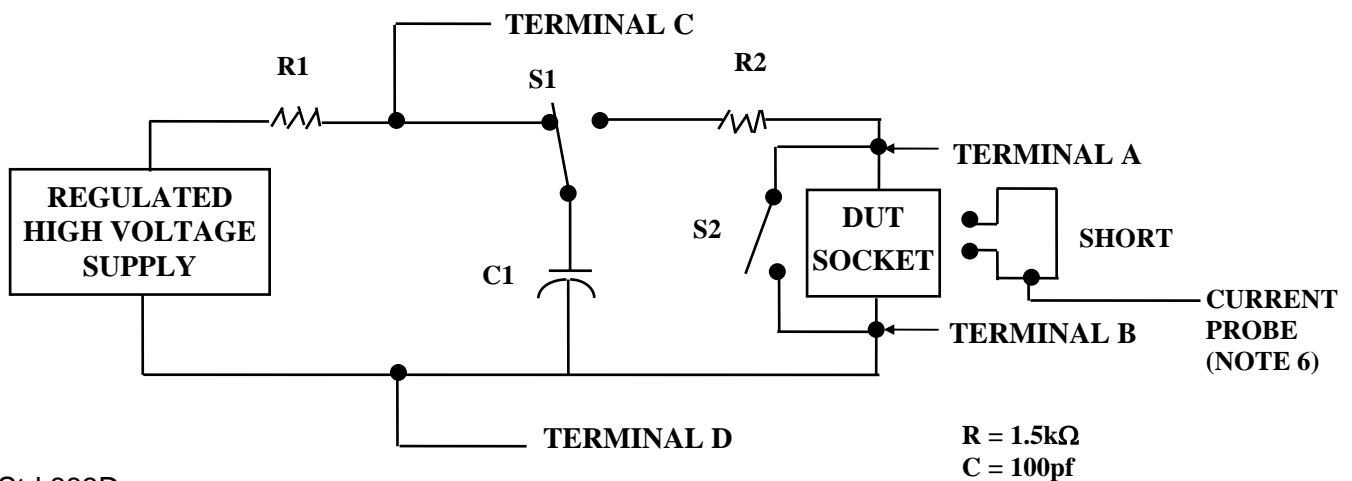 TERMINAL C
R1
S1
R2
TERMINAL A
REGULATED
HIGH VOLTAGE
SUPPLY
C1
S2
DUT
SOCKET
SHORT
CURRENT
PROBE
(NOTE 6)
TERMINAL B
TERMINAL D
R = 1.5kΩ
C = 100pf